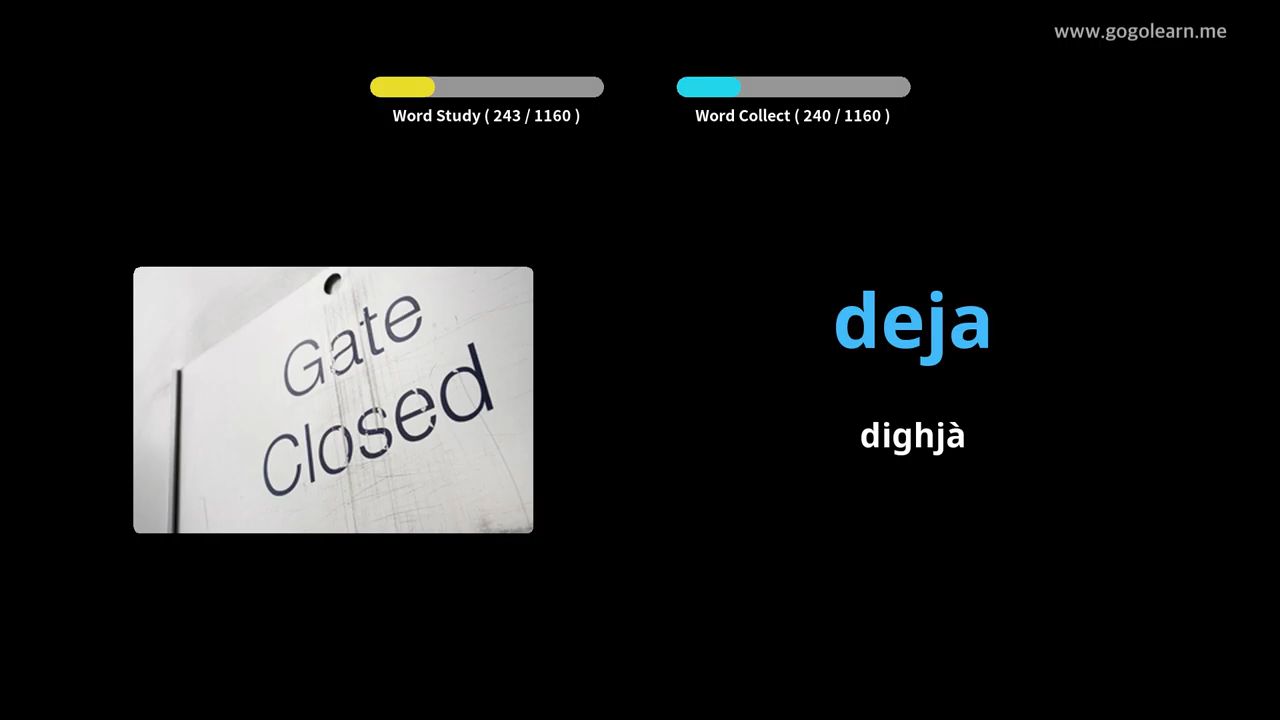 www.gogolearn.me
Word Study ( 243 / 1160 )
Word Collect ( 240 / 1160 )
Gate
Closed
deja
dighjà